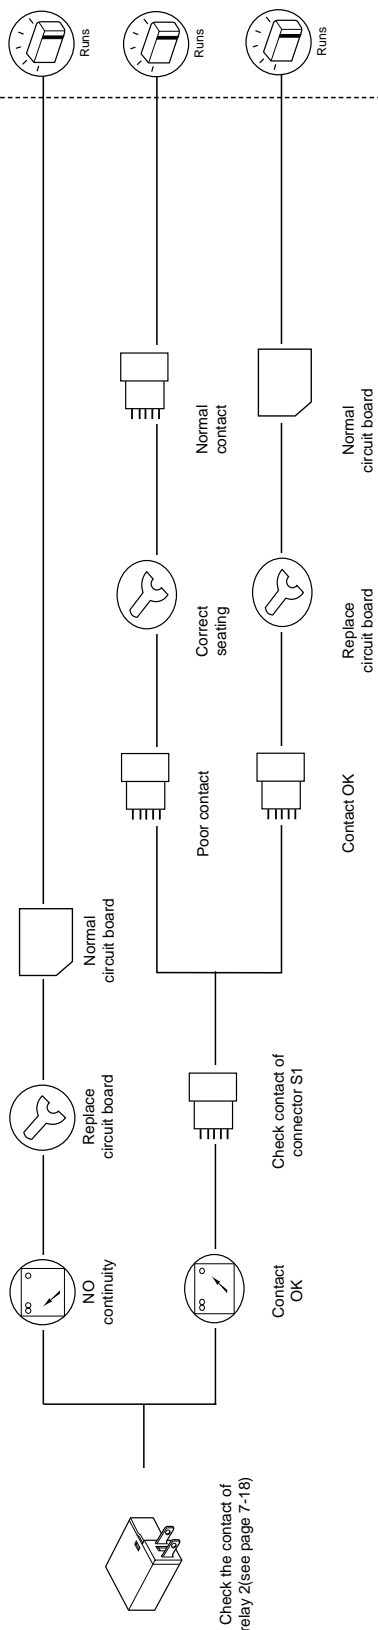 Check the contact of
relay 2(see page 7-18)
NO
continuity
Replace
circuit board
Normal
circuit board
Runs
Contact
OK
Check contact of
connector S1
Poor contact
Correct
seating
Normal
contact
Runs
Contact OK
Replace
circuit board
Normal
circuit board
Runs